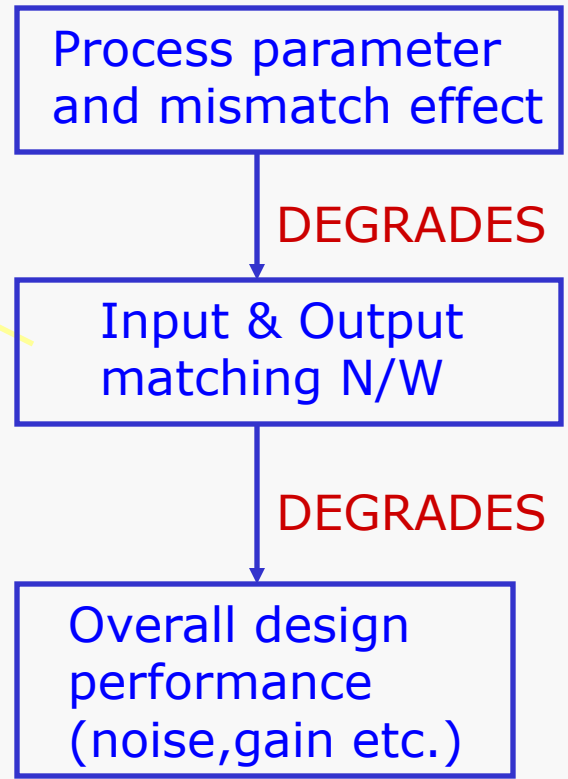 Process parameter
and mismatch effect
DEGRADES
Input & Output
matching N/W
DEGRADES
Overall design
performance
(noise,gain etc.)